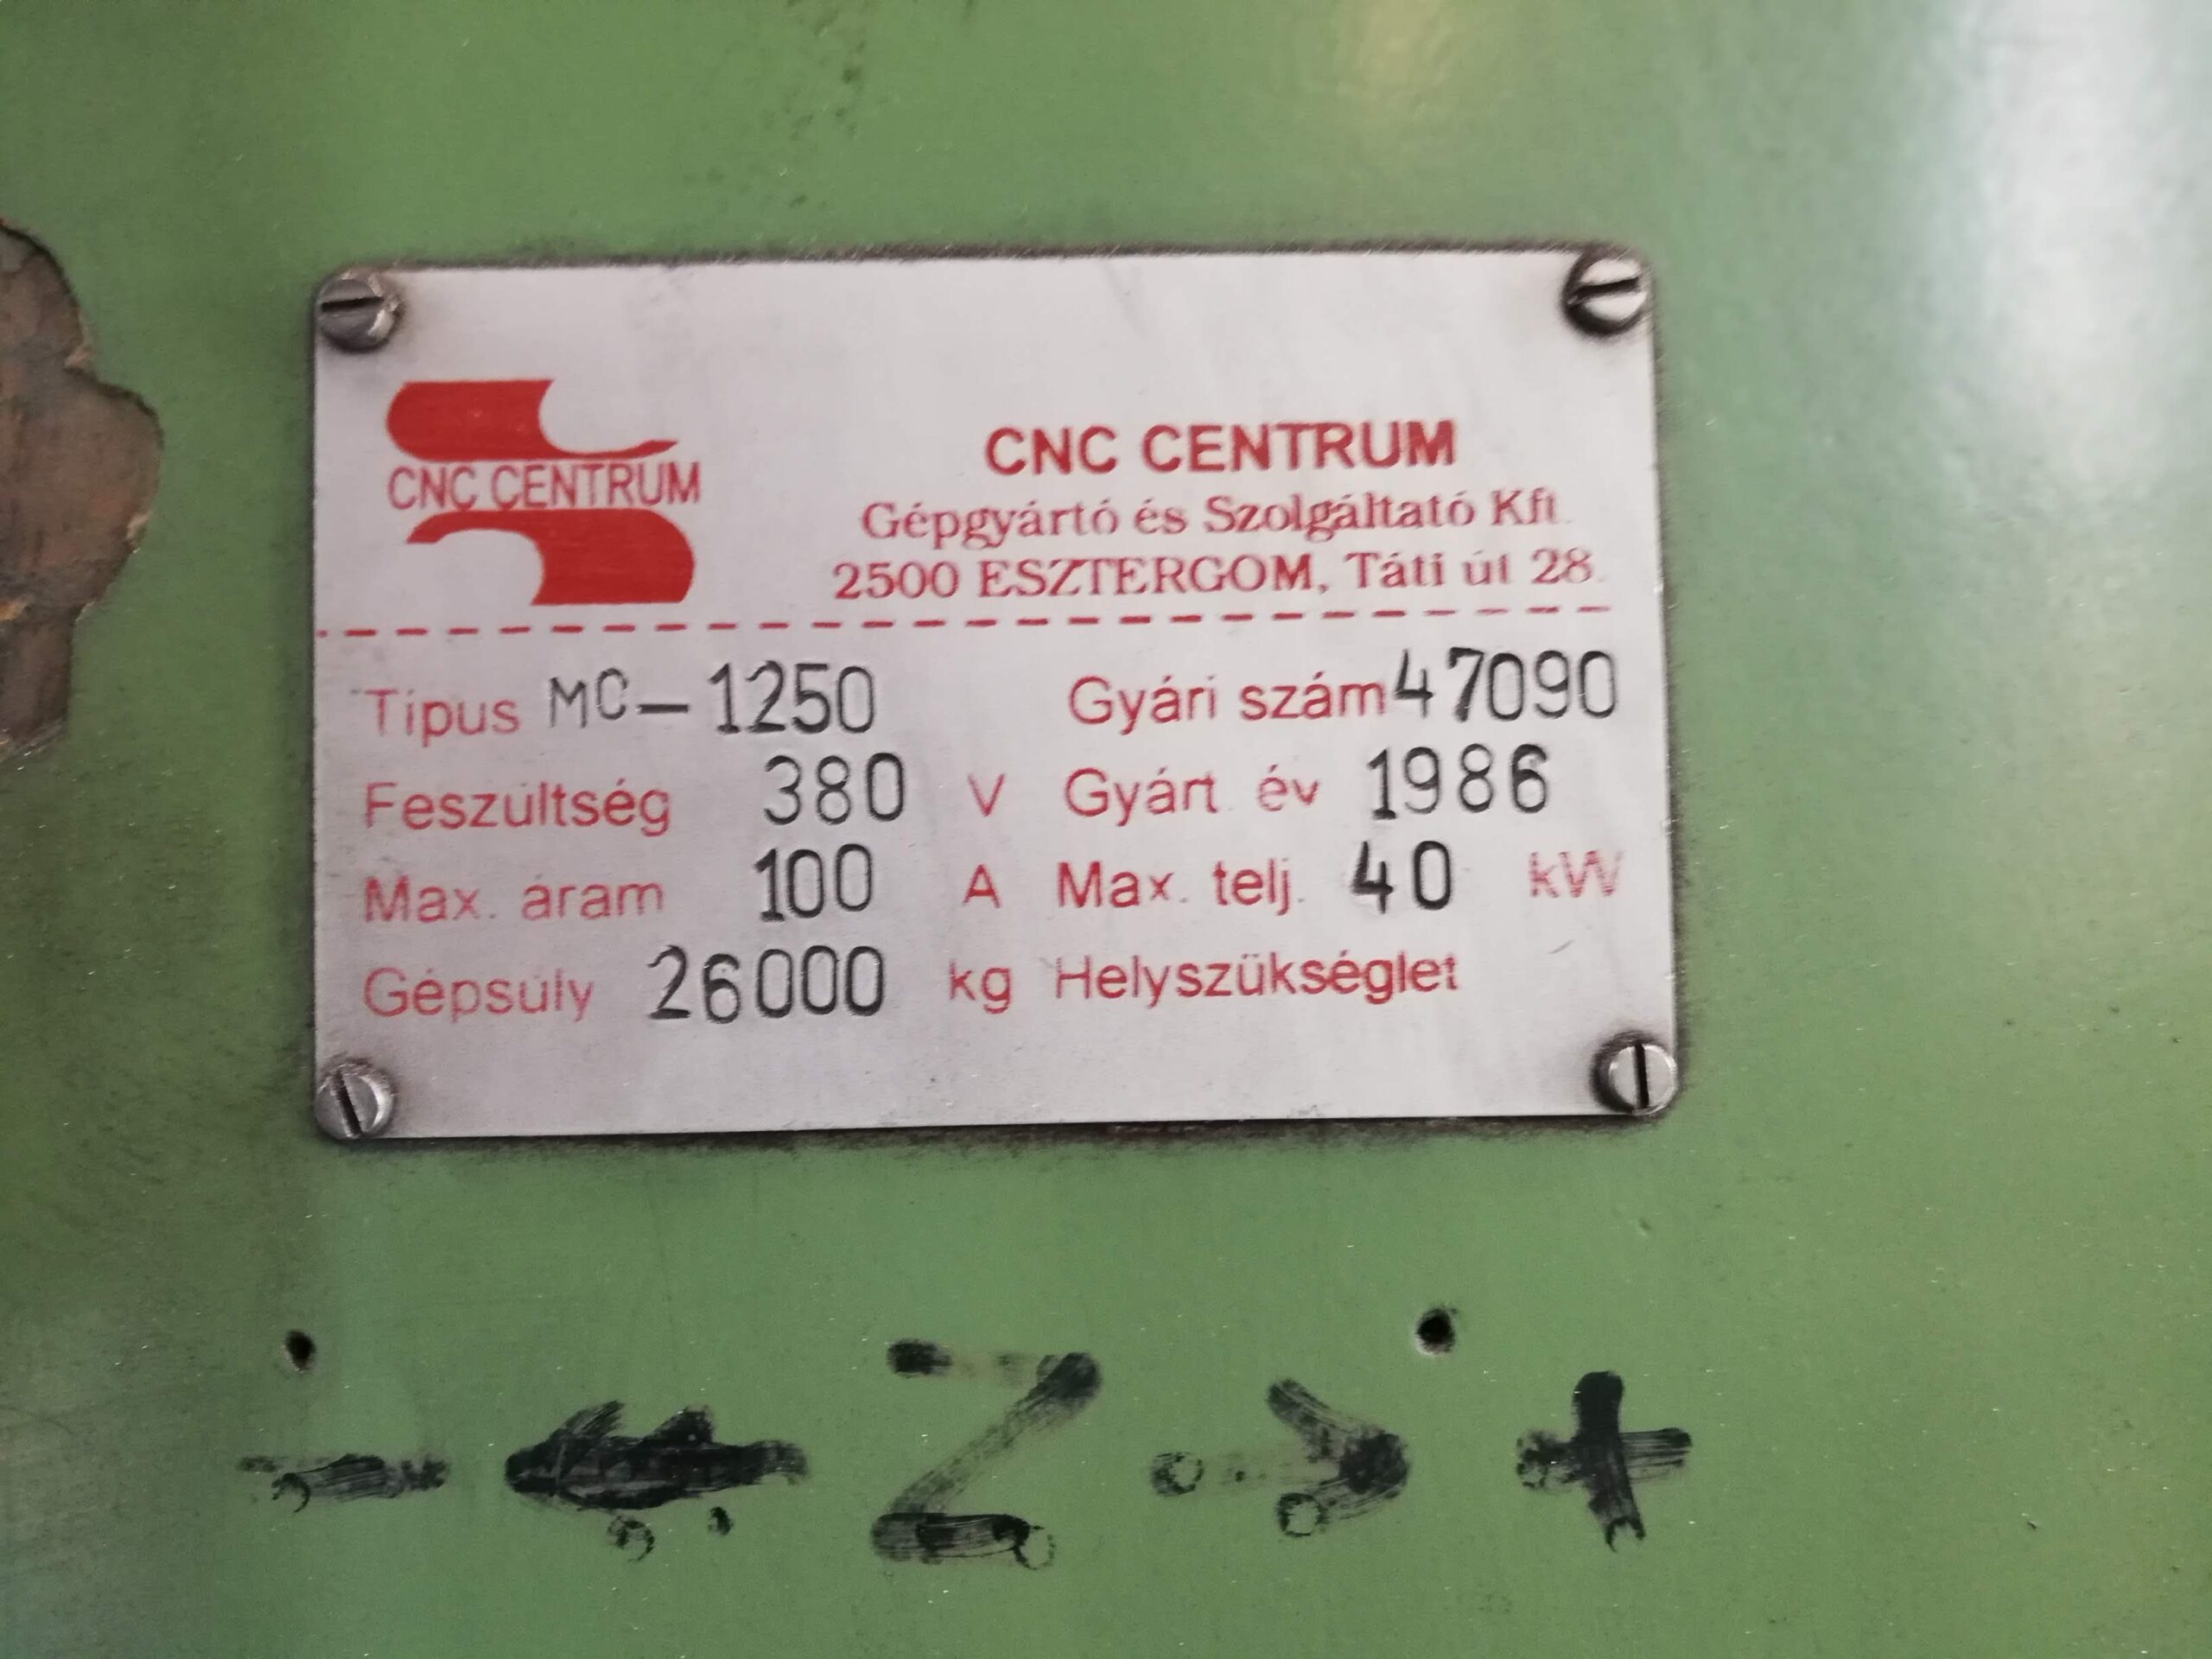 CNC CENTRUM
CNC CENTRUM
Gépgyártó és Szolgáltató Kft.
2500 ESZTERGOM, Táti út 28.
Típus MC-1250 Gyári szám 47090
Feszültség 380 V Gyárt. év 1986
Max. áram 100 A Max. telj. 40 kW
Gépsúly 26000 kg Helyszükséglet
- ← Z → +